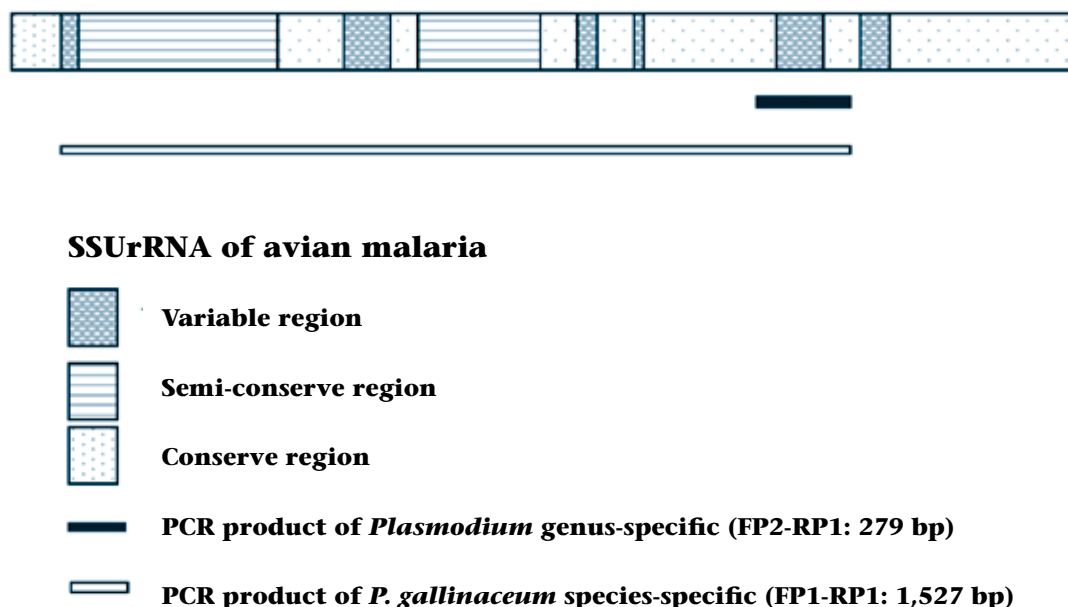 SSUrRNA of avian malaria
Variable region
Semi-conserve region
Conserve region
PCR product of Plasmodium genus-specific (FP2-RP1: 279 bp)
PCR product of P. gallinaceum species-specific (FP1-RP1: 1,527 bp)